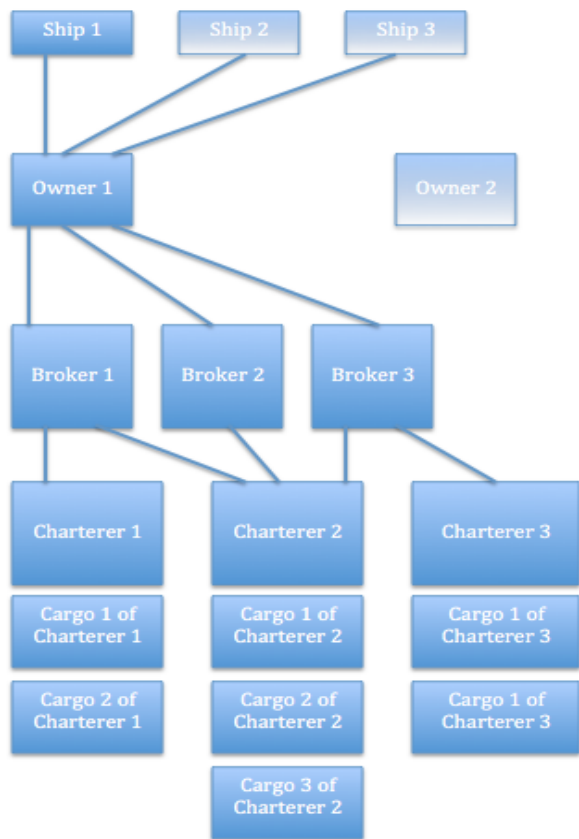 Ship 1
Ship 2
Ship 3
Owner 1
Owner 2
Broker 1
Broker 2
Broker 3
Charterer 1
Charterer 2
Charterer 3
Cargo 1 of
Charterer 1
Cargo 1 of
Charterer 2
Cargo 1 of
Charterer 3
Cargo 2 of
Charterer 1
Cargo 2 of
Charterer 2
Cargo 1 of
Charterer 3
Cargo 3 of
Charterer 2